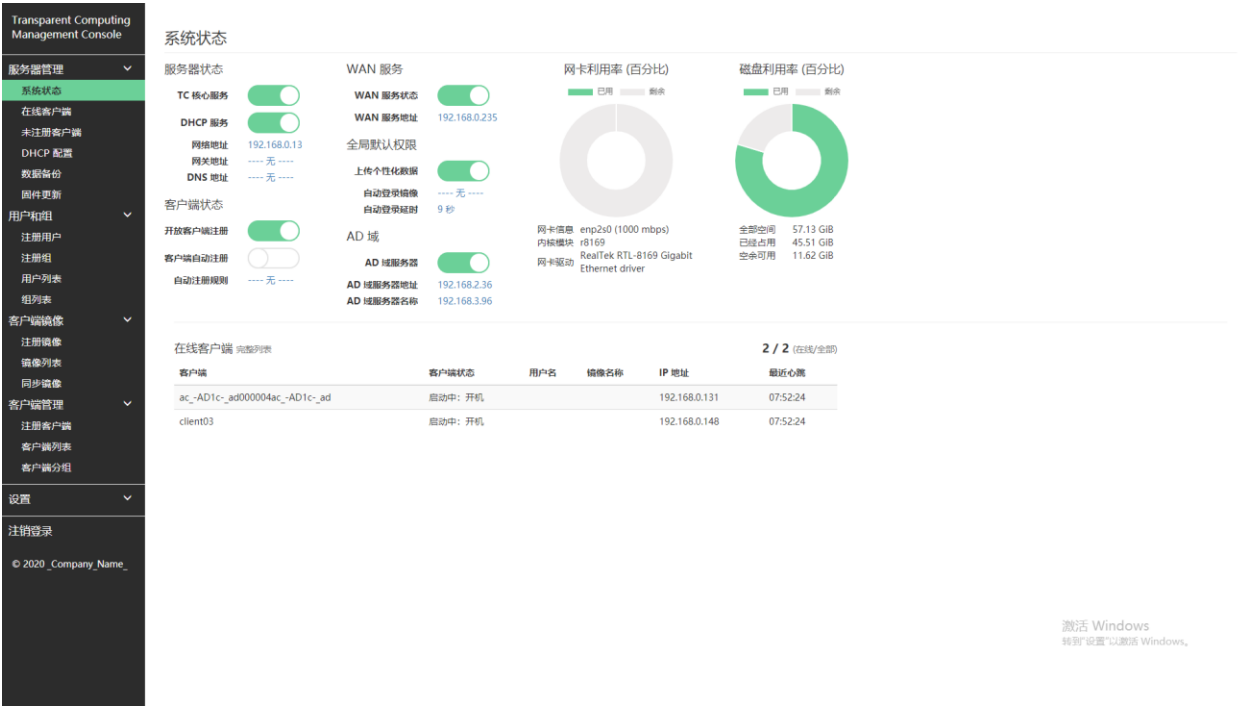 Transparent Computing
Management Console
服务器管理
系统状态
在线客户端
未注册客户端
DHCP 配置
数据备份
固件更新
用户和组
注册用户
注册组
用户列表
组列表
客户端镜像
注册镜像
镜像列表
同步镜像
客户端管理
注册客户端
客户端列表
客户端分组
设置
注销登录
© 2020 _Company_Name_
系统状态
服务器状态
TC 核心服务
DHCP 服务
网络地址 192.168.0.13
网关地址 ---- 无 ----
DNS 地址 ---- 无 ----
客户端状态
开放客户端注册
客户端自动注册
自动注册规则 ---- 无 ----
WAN 服务
WAN 服务状态
WAN 服务地址 192.168.0.235
全局默认权限
上传个性化数据
自动登录镜像 ---- 无 ----
自动登录延时 9 秒
AD 域
AD 域服务器
AD 域服务器地址 192.168.2.36
AD 域服务器名称 192.168.3.96
网卡利用率 (百分比)
已用 剩余
网卡信息 enp2s0 (1000 mbps)
内核模块 r8169
网卡驱动 RealTek RTL-8169 Gigabit
Ethernet driver
磁盘利用率 (百分比)
已用 剩余
全部空间 57.13 GiB
已经占用 45.51 GiB
空余可用 11.62 GiB
在线客户端 完整列表 2 / 2 (在线/全部)
客户端 客户端状态 用户名 镜像名称 IP 地址 最近心跳
ac_-AD1c-_ad000004ac_-AD1c-_ad 启动中：开机 192.168.0.131 07:52:24
client03 启动中：开机 192.168.0.148 07:52:24
激活 Windows
转到"设置"以激活 Windows。